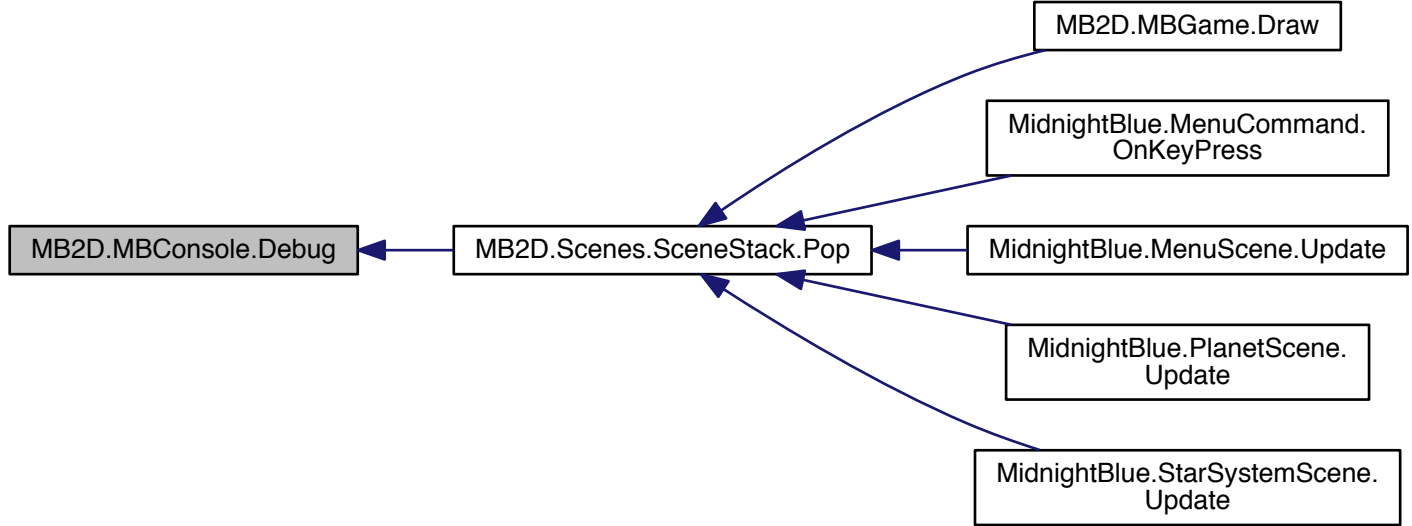 MB2D.MBConsole.Debug
MB2D.Scenes.SceneStack.Pop
MB2D.MBGame.Draw
MidnightBlue.MenuCommand.
OnKeyPress
MidnightBlue.MenuScene.Update
MidnightBlue.PlanetScene.
Update
MidnightBlue.StarSystemScene.
Update